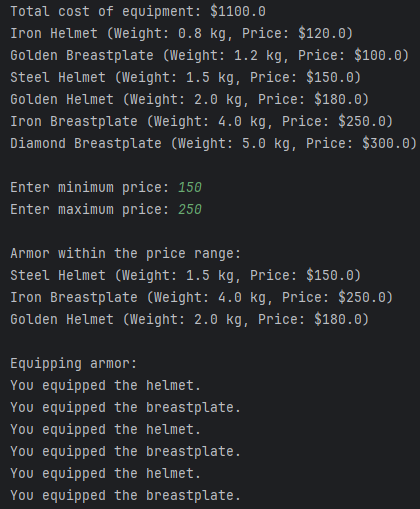 Total cost of equipment: $1100.0
Iron Helmet (Weight: 0.8 kg, Price: $120.0)
Golden Breastplate (Weight: 1.2 kg, Price: $100.0)
Steel Helmet (Weight: 1.5 kg, Price: $150.0)
Golden Helmet (Weight: 2.0 kg, Price: $180.0)
Iron Breastplate (Weight: 4.0 kg, Price: $250.0)
Diamond Breastplate (Weight: 5.0 kg, Price: $300.0)
Enter minimum price: 150
Enter maximum price: 250
Armor within the price range:
Steel Helmet (Weight: 1.5 kg, Price: $150.0)
Iron Breastplate (Weight: 4.0 kg, Price: $250.0)
Golden Helmet (Weight: 2.0 kg, Price: $180.0)
Equipping armor:
You equipped the helmet.
You equipped the breastplate.
You equipped the helmet.
You equipped the breastplate.
You equipped the helmet.
You equipped the breastplate.